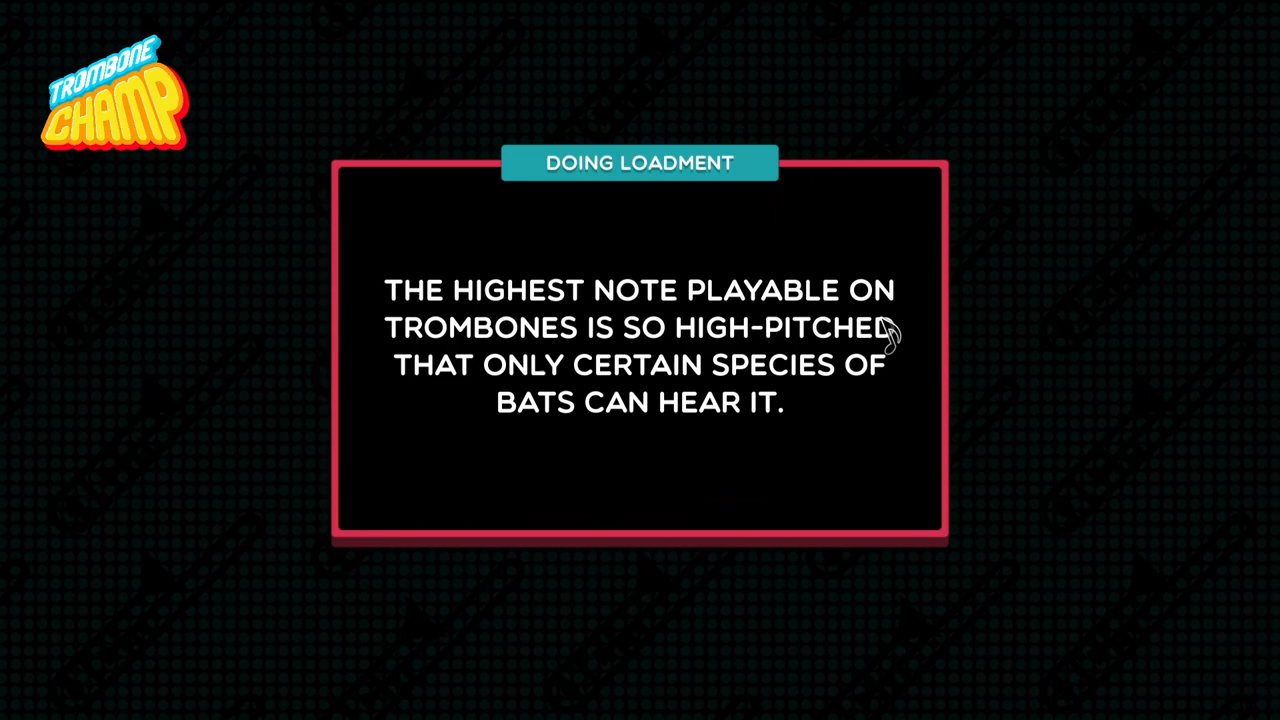 TROMBONE
CHAMP
DOING LOADMENT
THE HIGHEST NOTE PLAYABLE ON
TROMBONES IS SO HIGH-PITCHED
THAT ONLY CERTAIN SPECIES OF
BATS CAN HEAR IT.